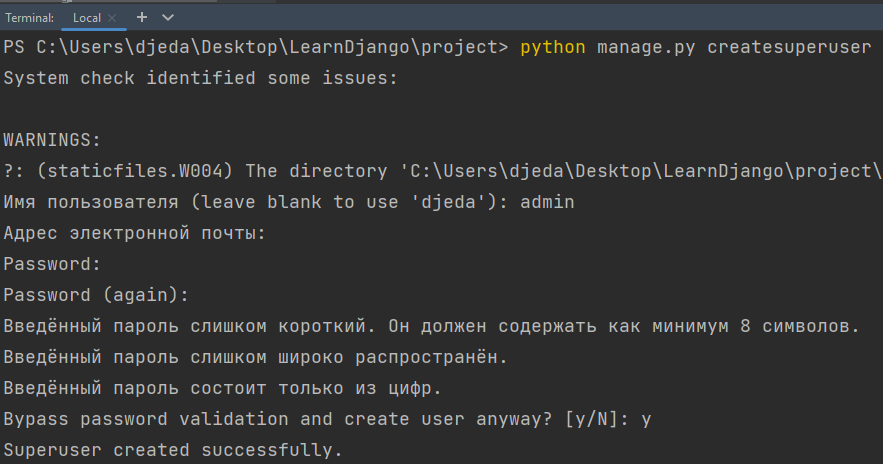 Terminal: Local × +
PS C:\Users\djeda\Desktop\LearnDjango\project> python manage.py createsuperuser
System check identified some issues:
WARNINGS:
?: (staticfiles.W004) The directory 'C:\Users\djeda\Desktop\LearnDjango\project\
Имя пользователя (leave blank to use 'djeda'): admin
Адрес электронной почты:
Password:
Password (again):
Введённый пароль слишком короткий. Он должен содержать как минимум 8 символов.
Введённый пароль слишком широко распространён.
Введённый пароль состоит только из цифр.
Bypass password validation and create user anyway? [y/N]: y
Superuser created successfully.